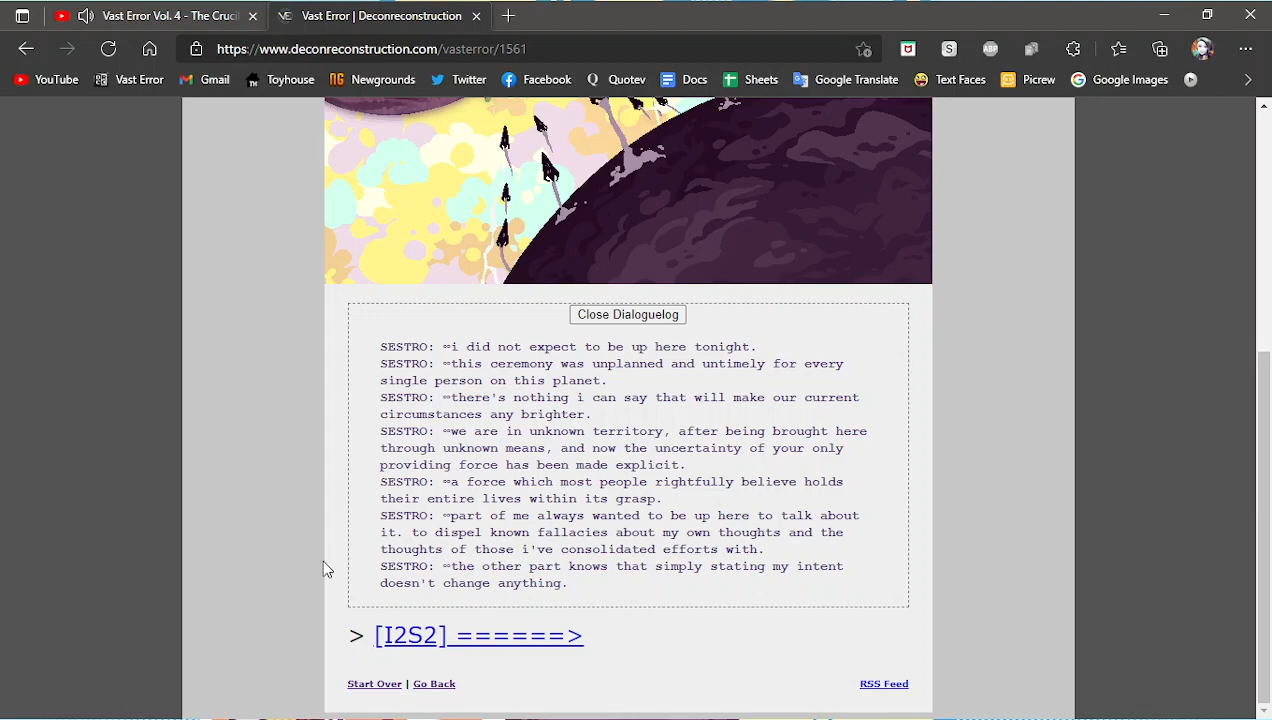 Vast Error Vol. 4 - The Cruci
Vast Error | Deconreconstruction
https://www.deconreconstruction.com/vasterror/1561
YouTube Vast Error Gmail Toyhouse Newgrounds Twitter Facebook Quotev Docs Sheets Google Translate Text Faces Picrew Google Images
Close Dialoguelog
SESTRO: ∞i did not expect to be up here tonight.
SESTRO: ∞this ceremony was unplanned and untimely for every
single person on this planet.
SESTRO: ∞there's nothing i can say that will make our current
circumstances any brighter.
SESTRO: ∞we are in unknown territory, after being brought here
through unknown means, and now the uncertainty of your only
providing force has been made explicit.
SESTRO: ∞a force which most people rightfully believe holds
their entire lives within its grasp.
SESTRO: ∞part of me always wanted to be up here to talk about
it. to dispel known fallacies about my own thoughts and the
thoughts of those i've consolidated efforts with.
SESTRO: ∞the other part knows that simply stating my intent
doesn't change anything.
> [I2S2] ======>
Start Over | Go Back
RSS Feed